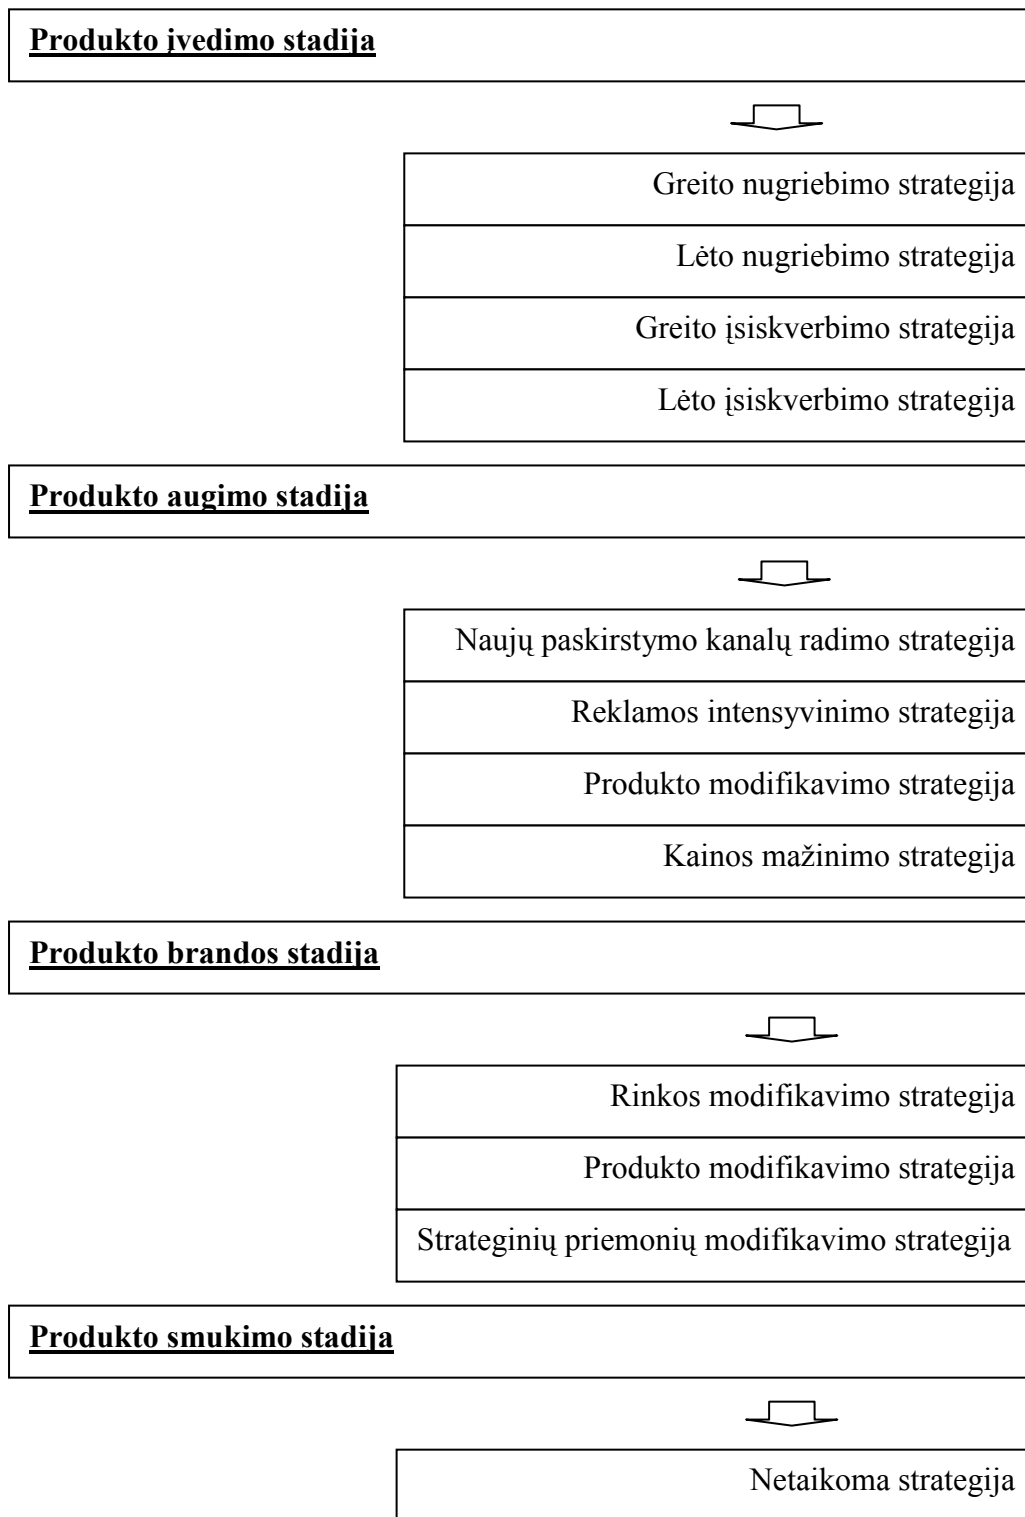 Produkto įvedimo stadija
Greito nugriebimo strategija
Lėto nugriebimo strategija
Greito įsiskverbimo strategija
Lėto įsiskverbimo strategija
Produkto augimo stadija
Naujų paskirstymo kanalų radimo strategija
Reklamos intensyvinimo strategija
Produkto modifikavimo strategija
Kainos mažinimo strategija
Produkto brandos stadija
Rinkos modifikavimo strategija
Produkto modifikavimo strategija
Strateginių priemonių modifikavimo strategija
Produkto smukimo stadija
Netaikoma strategija